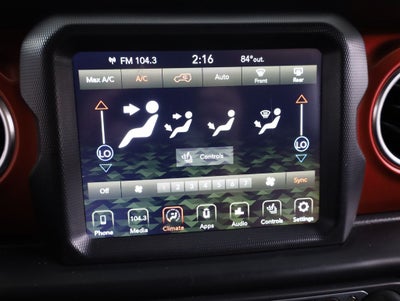 FM 104.3 2:16 84°out.
Max A/C A/C Auto Front Rear
LO LO
Controls
Off 1 2 3 4 5 6 7 Sync
104.3
Phone Media Climate Apps Audio Controls Settings